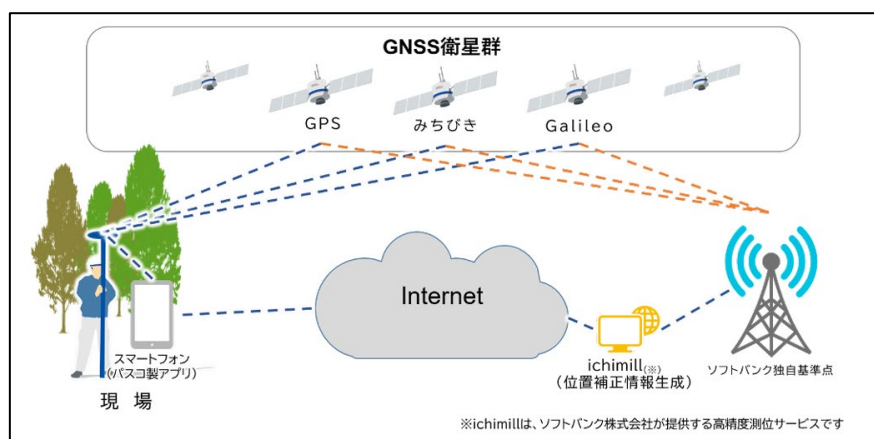 GNSS衛星群
GPS
みちびき
Galileo
Internet
スマートフォン
(パスコ製アプリ)
現場
ichimill(※)
(位置補正情報生成)
ソフトバンク独自基準点
※ichimillは、ソフトバンク株式会社が提供する高精度測位サービスです